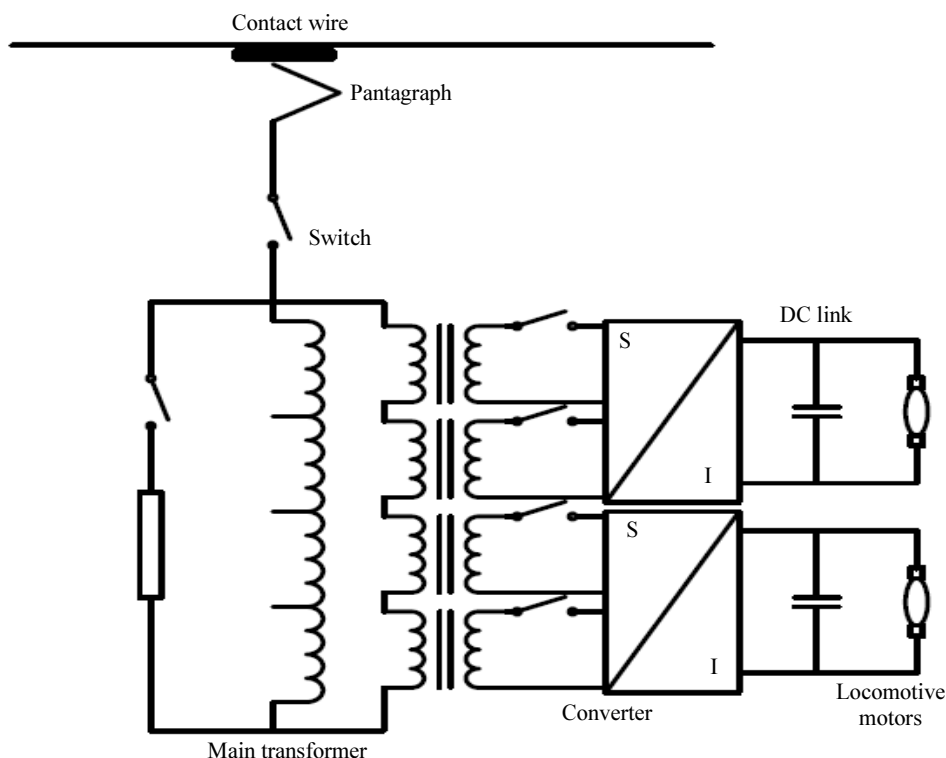 Contact wire
Pantagraph
Switch
DC link
S
I
S
I
Converter
Locomotive
motors
Main transformer